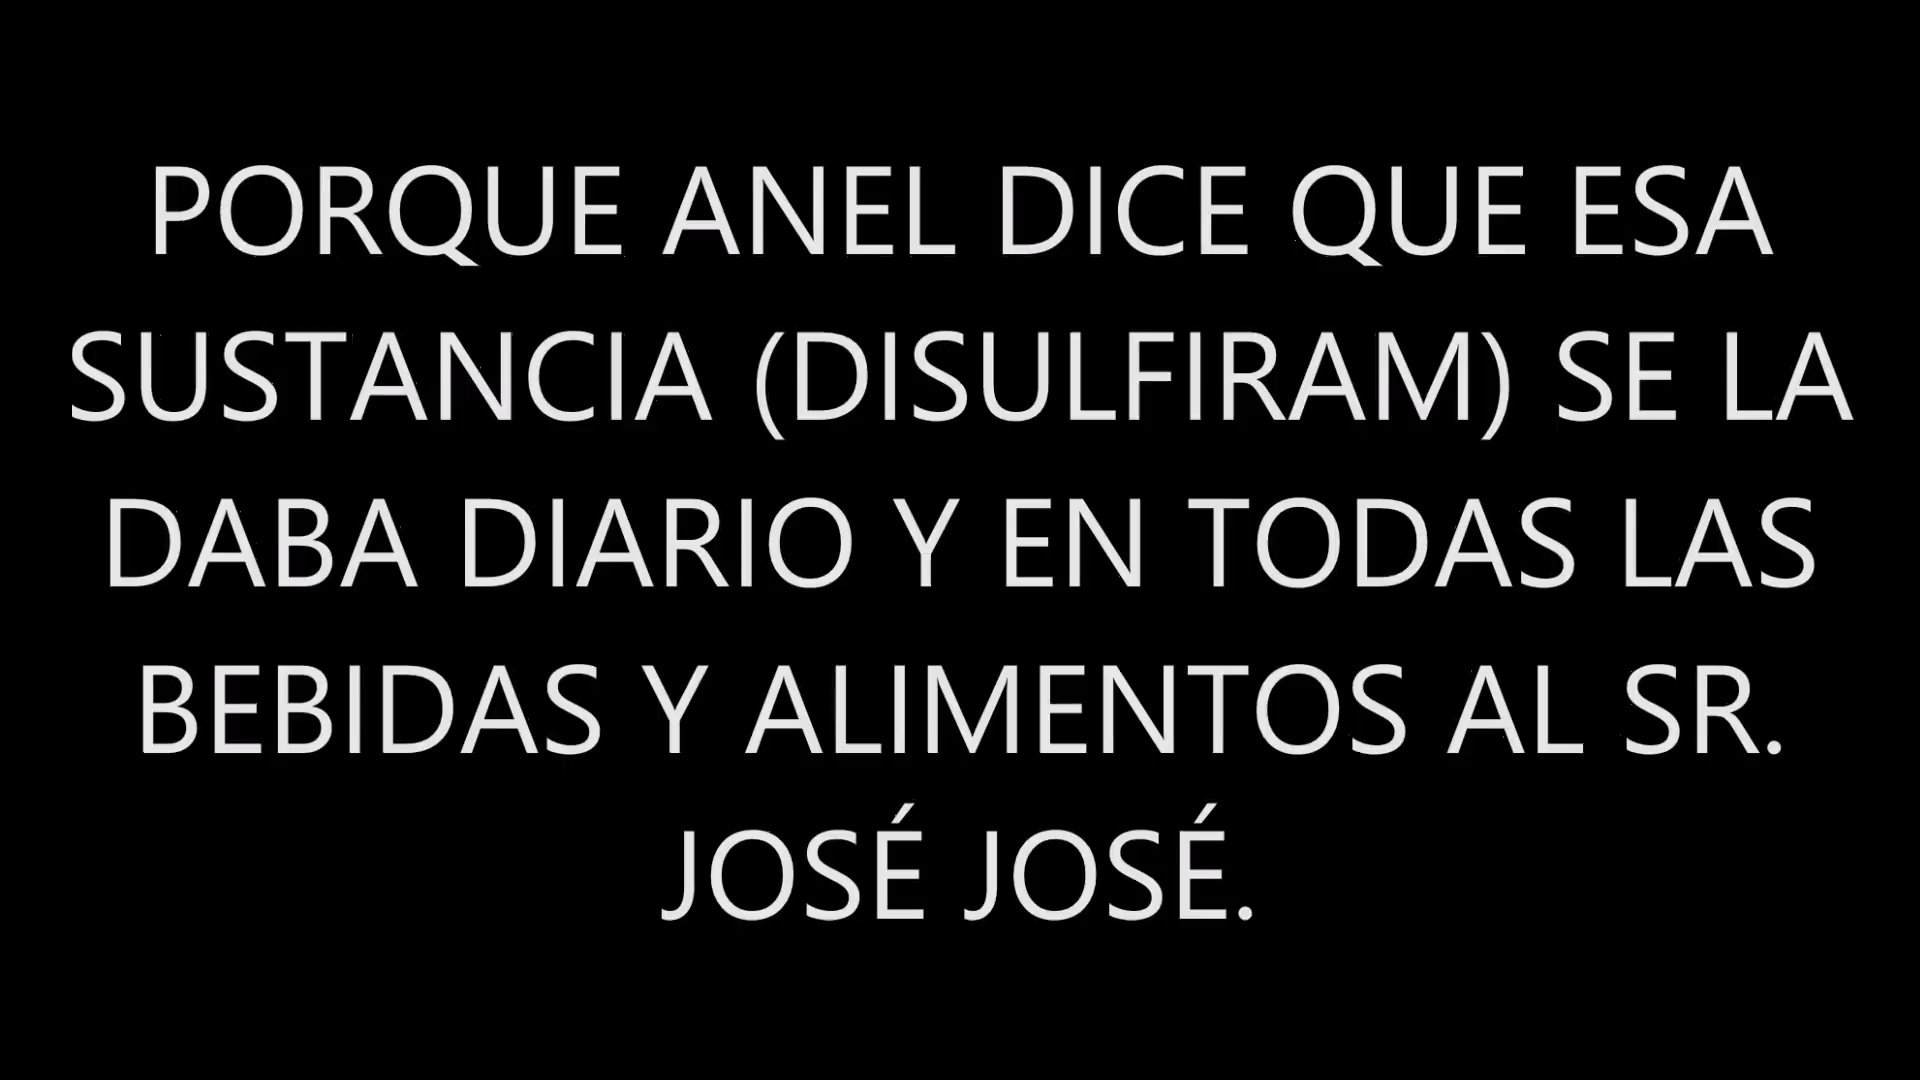 PORQUE ANEL DICE QUE ESA
SUSTANCIA (DISULFIRAM) SE LA
DABA DIARIO Y EN TODAS LAS
BEBIDAS Y ALIMENTOS AL SR.
JOSÉ JOSÉ.